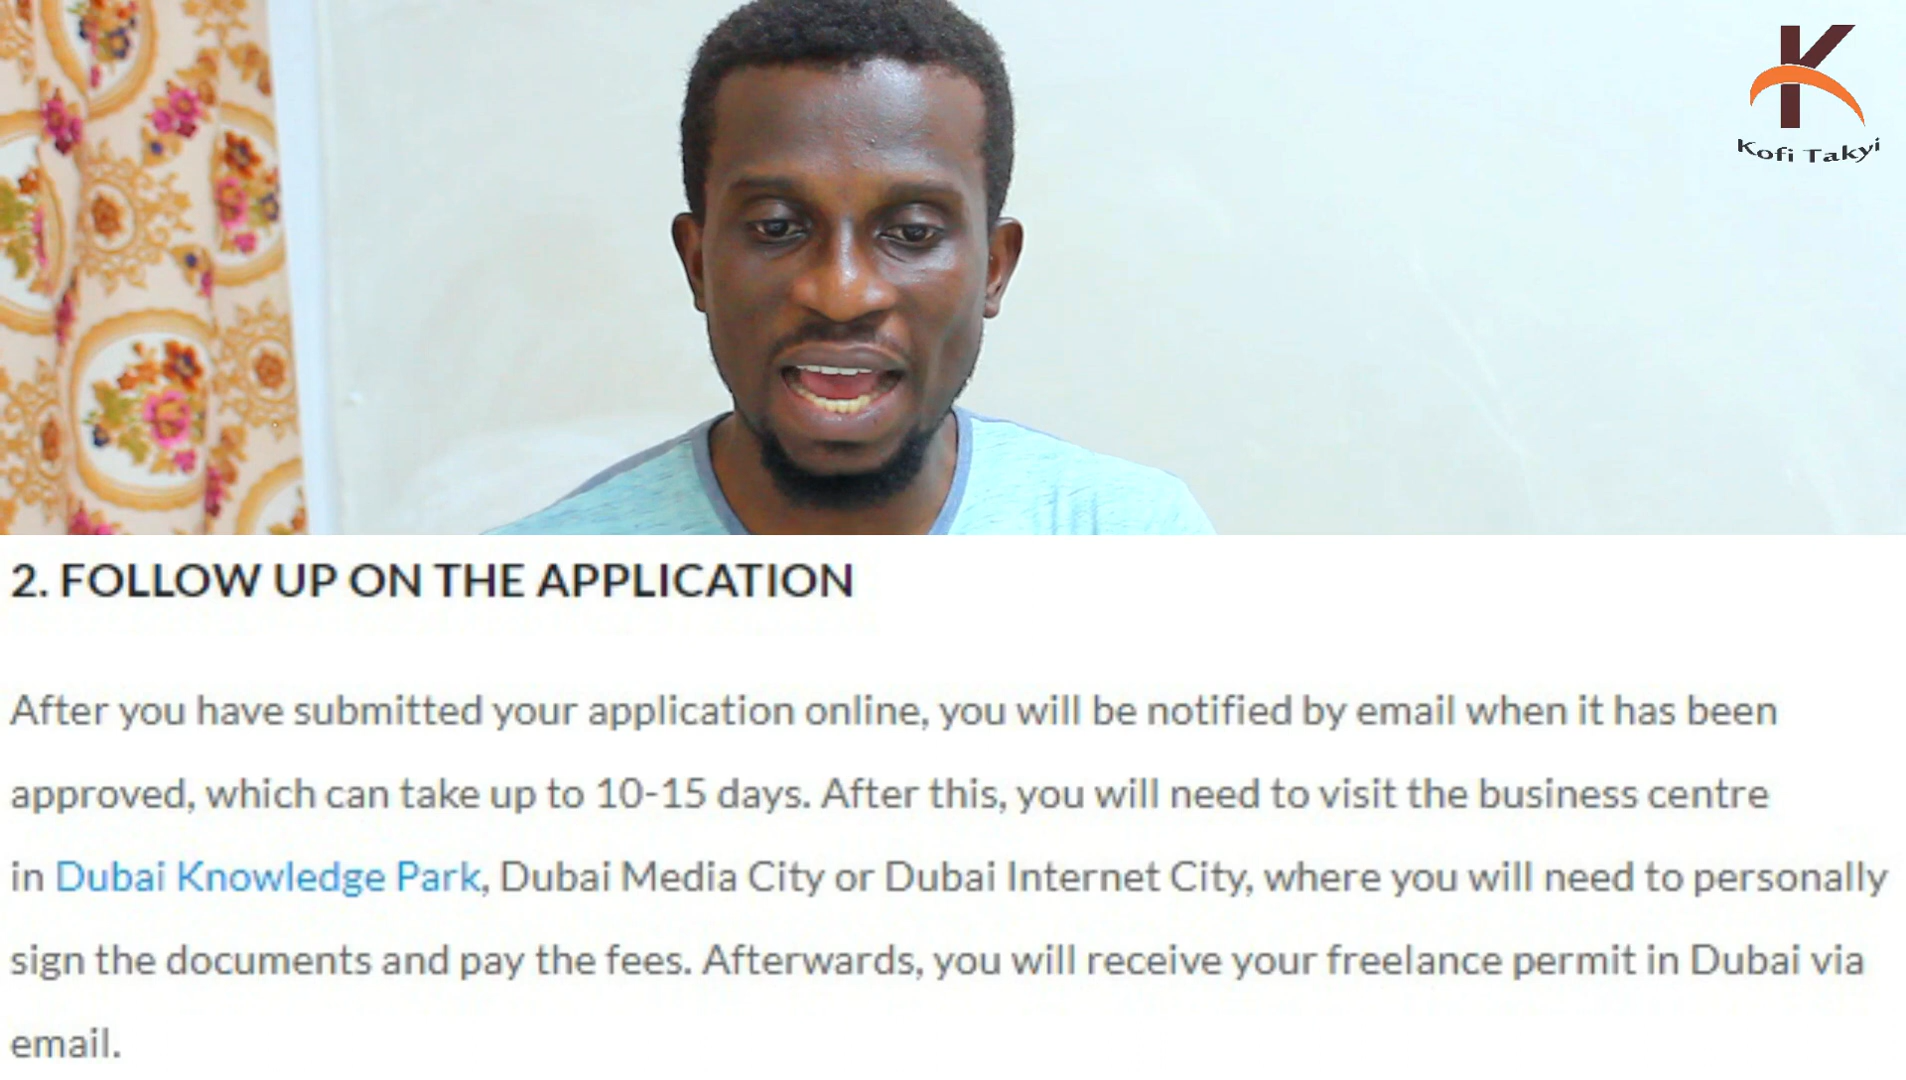 K
Kofi Takyi
2. FOLLOW UP ON THE APPLICATION
After you have submitted your application online, you will be notified by email when it has been
approved, which can take up to 10-15 days. After this, you will need to visit the business centre
in Dubai Knowledge Park, Dubai Media City or Dubai Internet City, where you will need to personally
sign the documents and pay the fees. Afterwards, you will receive your freelance permit in Dubai via
email.